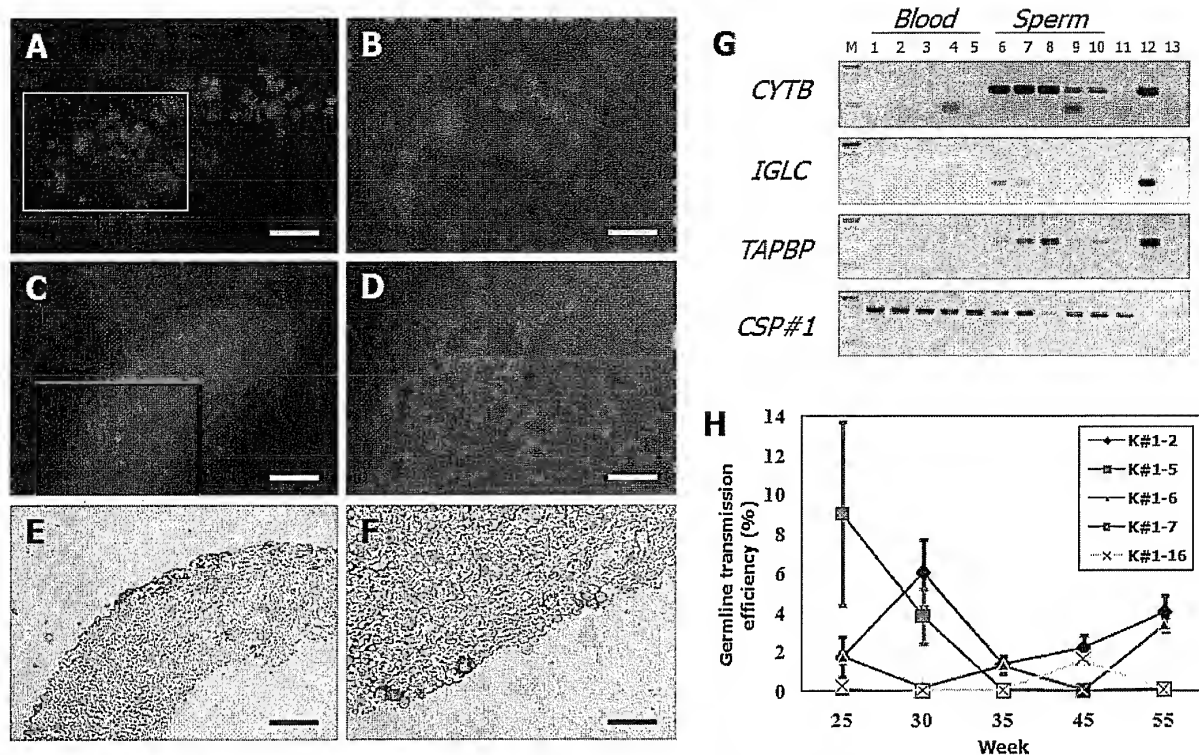 A
B
C
D
E
F
G
Blood Sperm
M 1 2 3 4 5 6 7 8 9 10 11 12 13
CYTB
IGLC
TAPBP
CSP#1
H
Germline transmission
efficiency (%)
14
12
10
8
6
4
2
0
25 30 35 45 55
Week
K#1-2
K#1-5
K#1-6
K#1-7
K#1-16